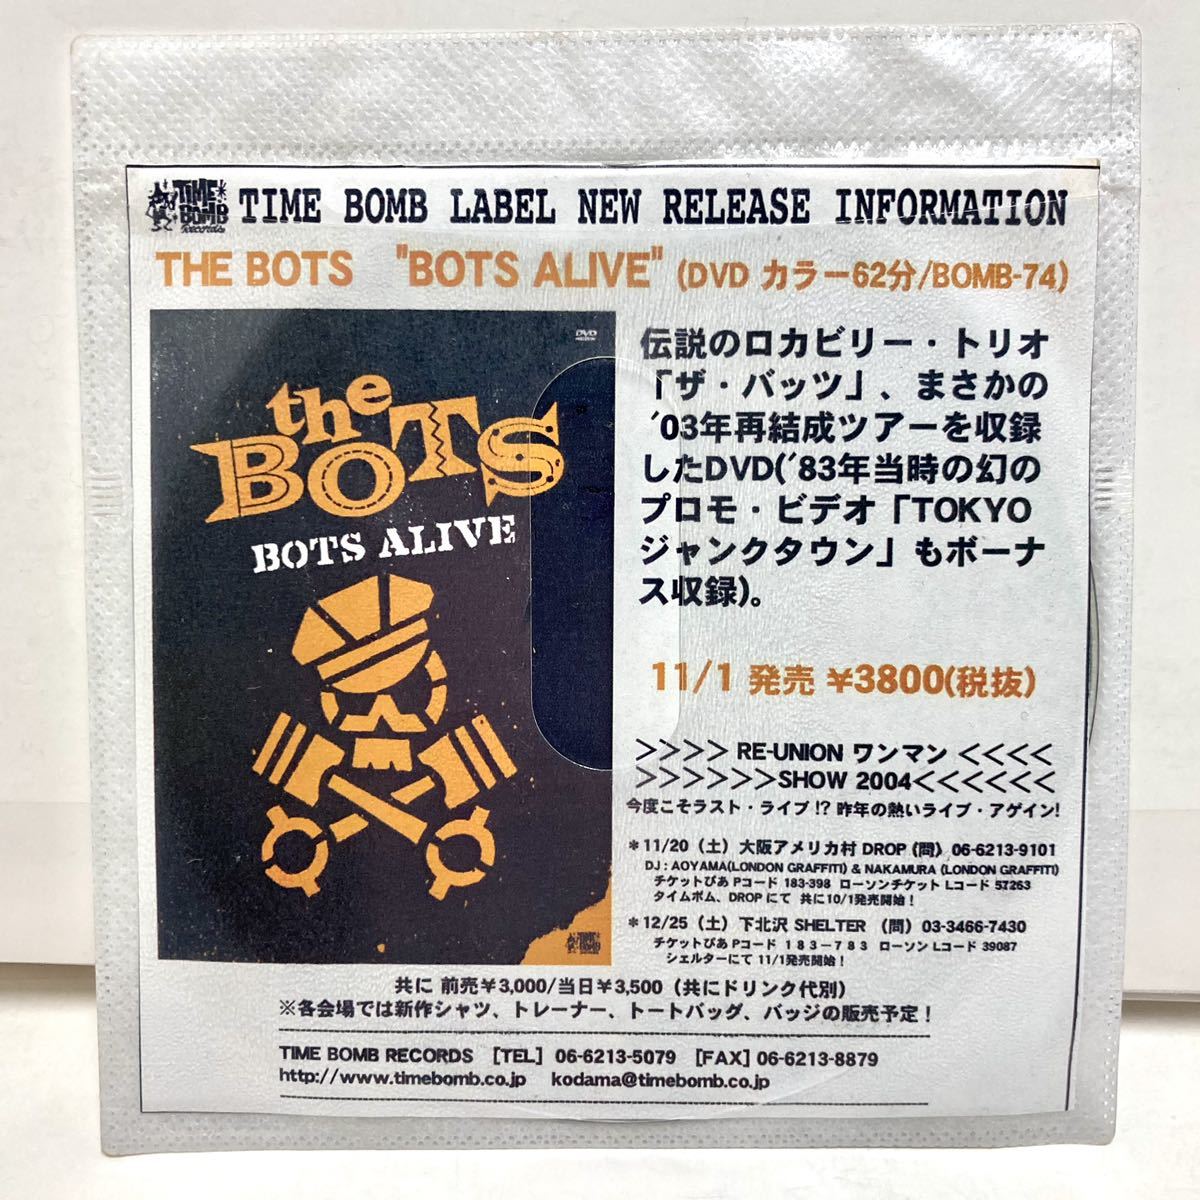 TIME BOMB Records
TIME BOMB LABEL NEW RELEASE INFORMATION
THE BOTS "BOTS ALIVE" (DVD カラー62分/BOMB-74)
DVD
the
BOTS
BOTS ALIVE
TIME BOMB
伝説のロカビリー・トリオ
「ザ・バッツ」、まさかの
´03年再結成ツアーを収録
したDVD(´83年当時の幻の
プロモ・ビデオ「TOKYO
ジャンクタウン」もボーナ
ス収録)。
11/1 発売 ¥3800(税抜)
>>>> RE-UNION ワンマン <<<<
>>>>>>SHOW 2004<<<<<<
今度こそラスト・ライブ!? 昨年の熱いライブ・アゲイン!
*11/20（土）大阪アメリカ村 DROP (問) 06-6213-9101
DJ : AOYAMA(LONDON GRAFFITI) & NAKAMURA (LONDON GRAFFITI)
チケットぴあ Pコード 183-398 ローソンチケット Lコード 57263
タイムボム、DROP にて 共に10/1発売開始！
*12/25（土）下北沢 SHELTER （問）03-3466-7430
チケットぴあ Pコード １８３－７８３ ローソン Lコード 39087
シェルターにて 11/1発売開始！
共に 前売¥3,000/当日¥3,500（共にドリンク代別）
※各会場では新作シャツ、トレーナー、トートバッグ、バッジの販売予定！
TIME BOMB RECORDS [TEL] 06-6213-5079 [FAX] 06-6213-8879
http://www.timebomb.co.jp kodama@timebomb.co.jp